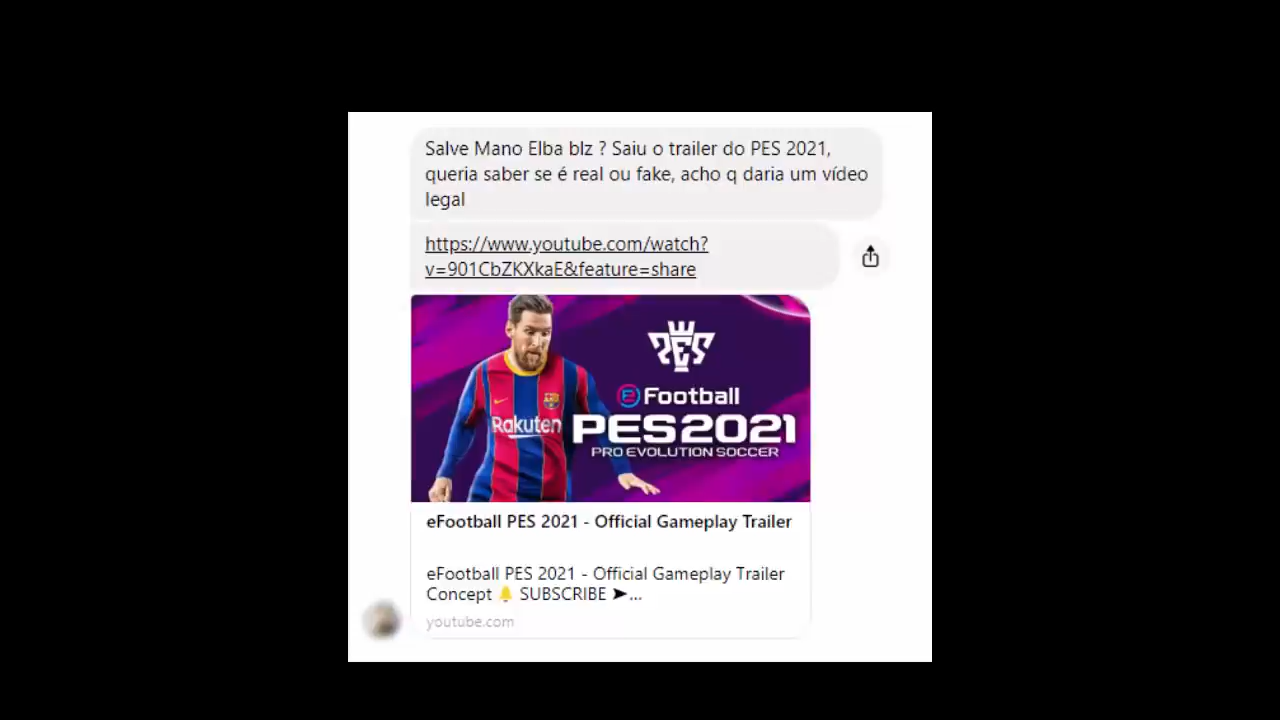 Salve Mano Elba blz ? Saiu o trailer do PES 2021,
queria saber se é real ou fake, acho q daria um vídeo
legal
https://www.youtube.com/watch?
v=901CbZKXkaE&feature=share
PES
eFootball
PES2021
PRO EVOLUTION SOCCER
Rakuten
eFootball PES 2021 - Official Gameplay Trailer
eFootball PES 2021 - Official Gameplay Trailer
Concept 🔔 SUBSCRIBE ➤...
youtube.com